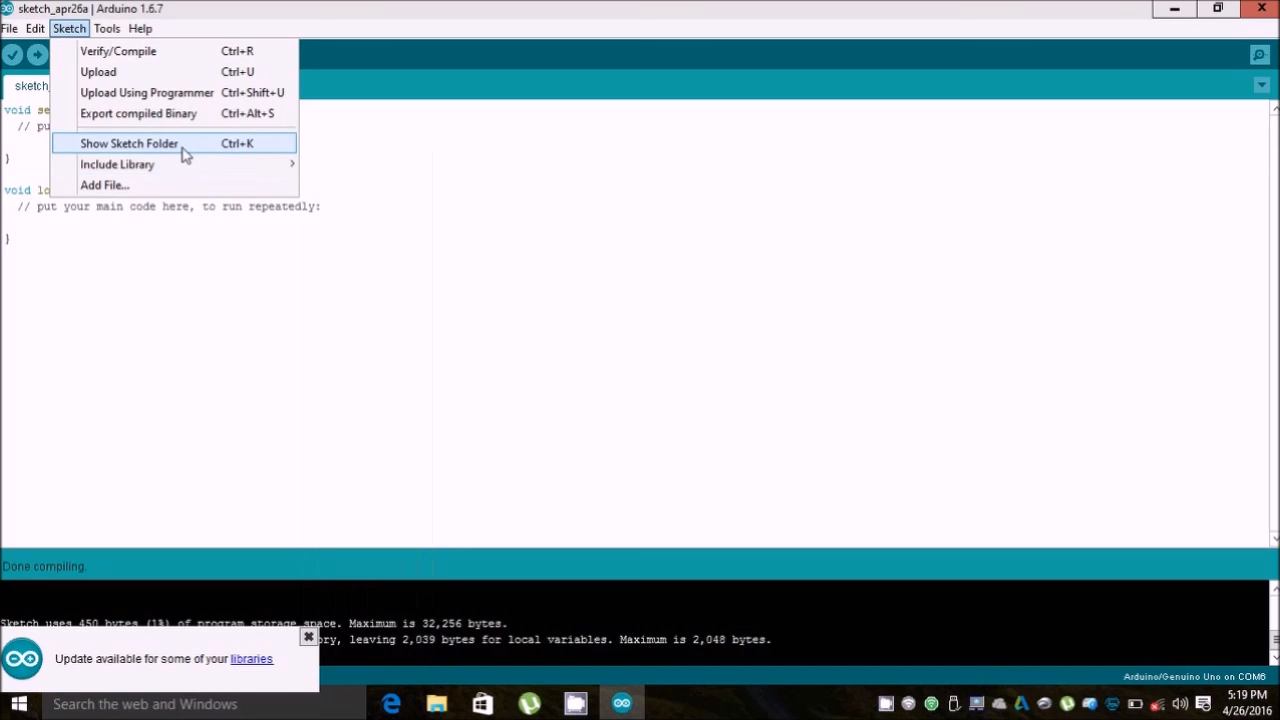 sketch_apr26a | Arduino 1.6.7
File Edit Sketch Tools Help
Verify/Compile Ctrl+R
Upload Ctrl+U
sketch_
Upload Using Programmer Ctrl+Shift+U
void se
Export compiled Binary Ctrl+Alt+S
// pu
Show Sketch Folder Ctrl+K
}
Include Library
Add File...
void lo
// put your main code here, to run repeatedly:
}
Done compiling.
Sketch uses 450 bytes (1%) of program storage space. Maximum is 32,256 bytes.
ry, leaving 2,039 bytes for local variables. Maximum is 2,048 bytes.
Update available for some of your libraries
Arduino/Genuino Uno on COM6
Search the web and Windows
5:19 PM
4/26/2016